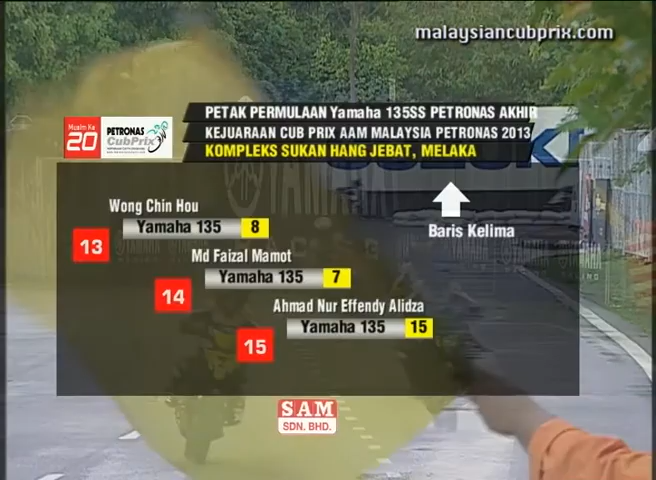 malaysiancubprix.com
PETAK PERMULAAN Yamaha 135SS PETRONAS AKHIR
Musim Ke
20
PETRONAS
CubPrix
KEJUARAAN CUB PRIX AAM MALAYSIA PETRONAS 2013
KOMPLEKS SUKAN HANG JEBAT, MELAKA
Baris Kelima
Wong Chin Hou
Yamaha 135 8
13
Md Faizal Mamot
Yamaha 135 7
14
Ahmad Nur Effendy Alidza
Yamaha 135 15
15
SAM
SDN. BHD.